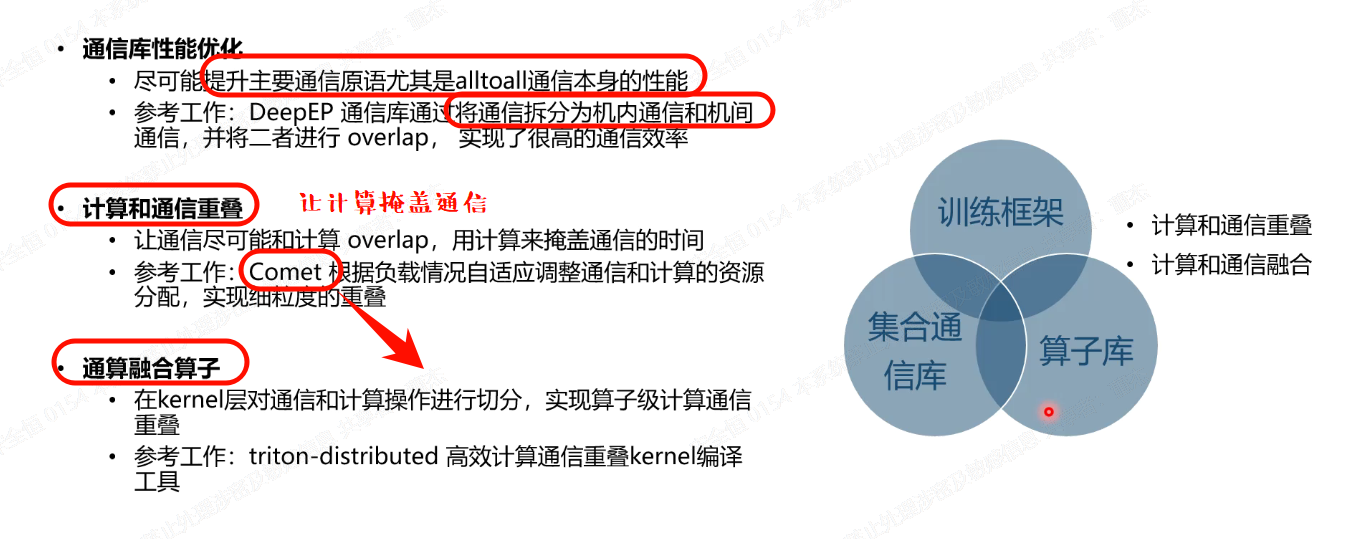 • 通信库性能优化
• 尽可能提升主要通信原语尤其是alltoall通信本身的性能
• 参考工作：DeepEP 通信库通过将通信拆分为机内通信和机间
通信，并将二者进行 overlap， 实现了很高的通信效率
• 计算和通信重叠
让计算掩盖通信
• 让通信尽可能和计算 overlap，用计算来掩盖通信的时间
• 参考工作：Comet 根据负载情况自适应调整通信和计算的资源
分配，实现细粒度的重叠
• 通算融合算子
• 在kernel层对通信和计算操作进行切分，实现算子级计算通信
重叠
• 参考工作：triton-distributed 高效计算通信重叠kernel编译
工具
训练框架
集合通
信库
算子库
• 计算和通信重叠
• 计算和通信融合